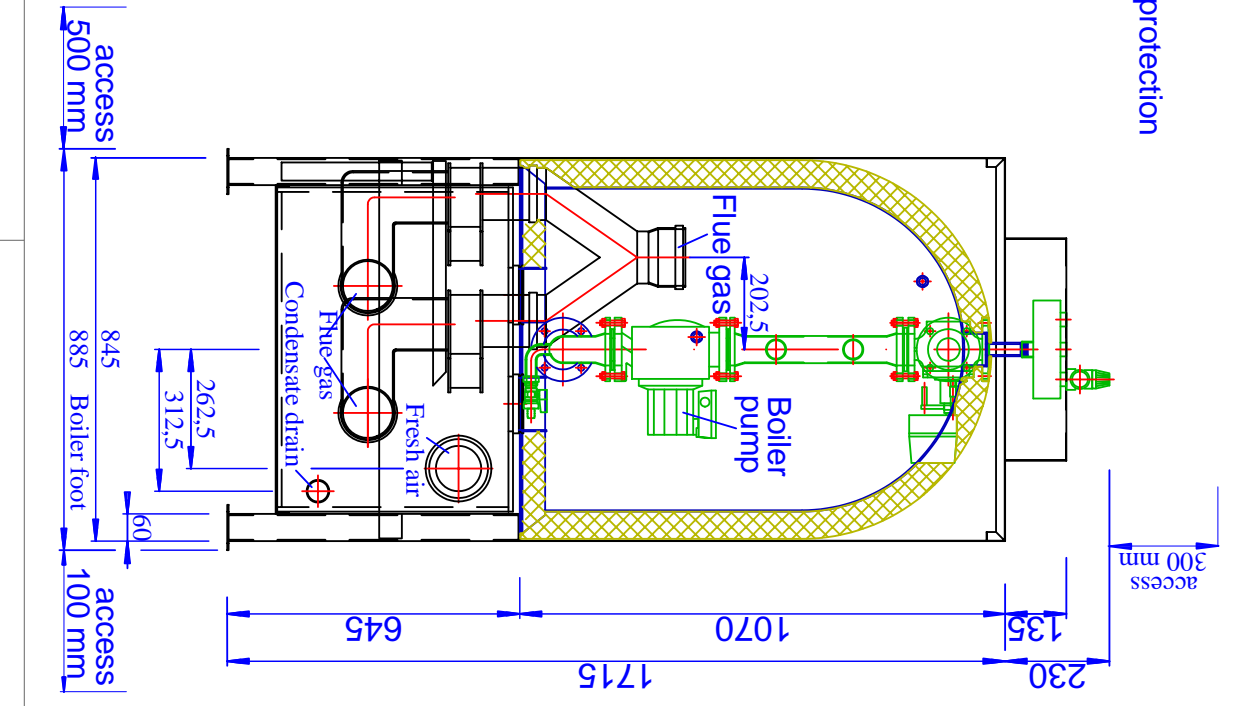 protection
access
500 mm
Flue gas
202,5
Boiler
pump
Flue gas
Condensate drain
Fresh air
845
885 Boiler foot
262,5
312,5
60
access
100 mm
access
300 mm
645
1070
135
1715
230